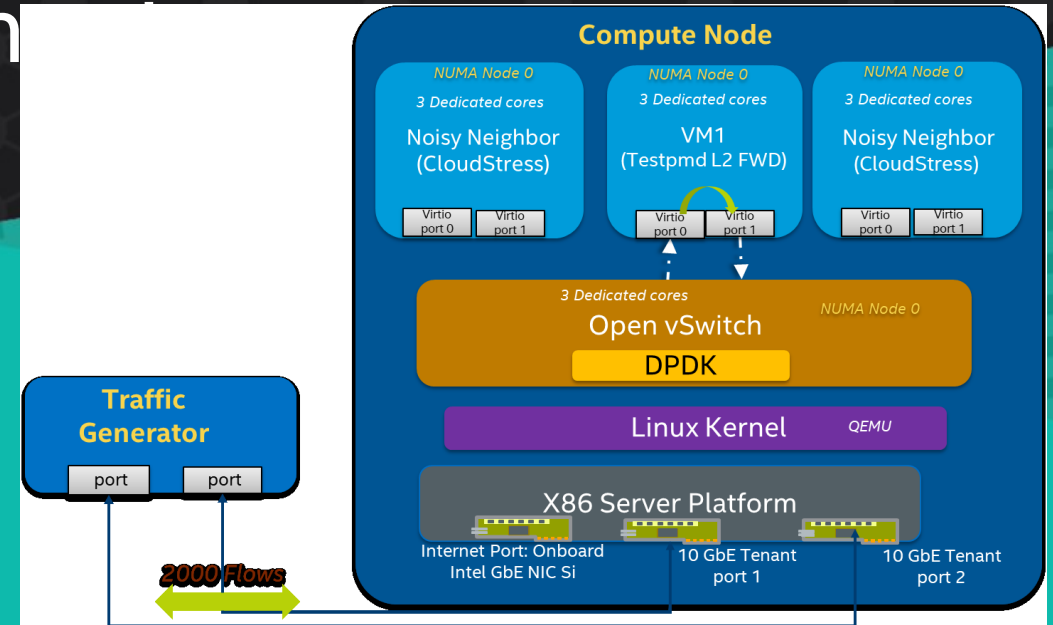 Compute Node
NUMA Node 0
3 Dedicated cores
Noisy Neighbor
(CloudStress)
Virtio
port 0
Virtio
port 1
NUMA Node 0
3 Dedicated cores
VM1
(Testpmd L2 FWD)
Virtio
port 0
Virtio
port 1
NUMA Node 0
3 Dedicated cores
Noisy Neighbor
(CloudStress)
Virtio
port 0
Virtio
port 1
3 Dedicated cores
NUMA Node 0
Open vSwitch
DPDK
Linux Kernel
QEMU
X86 Server Platform
Internet Port: Onboard
Intel GbE NIC Si
10 GbE Tenant
port 1
10 GbE Tenant
port 2
Traffic
Generator
port
port
2000 Flows